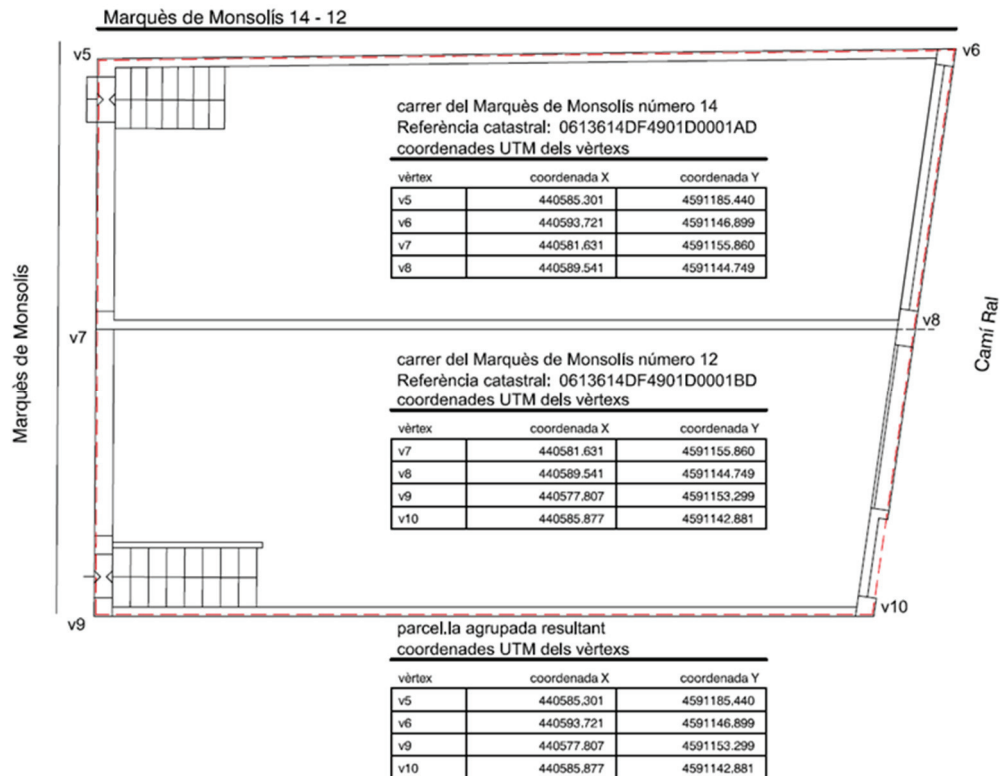 Marquès de Monsolís 14 - 12
v5
v6
carrer del Marquès de Monsolís número 14
Referència catastral: 0613614DF4901D0001AD
coordenades UTM dels vèrtexs
vèrtex coordenada X coordenada Y
v5 440585.301 4591185.440
v6 440593.721 4591146.899
v7 440581.631 4591155.860
v8 440589.541 4591144.749
Marquès de Monsolís
v7
v8
Camí Ral
carrer del Marquès de Monsolís número 12
Referència catastral: 0613614DF4901D0001BD
coordenades UTM dels vèrtexs
vèrtex coordenada X coordenada Y
v7 440581.631 4591155.860
v8 440589.541 4591144.749
v9 440577.807 4591153.299
v10 440585.877 4591142.881
v9
v10
parcel.la agrupada resultant
coordenades UTM dels vèrtexs
vèrtex coordenada X coordenada Y
v5 440585.301 4591185.440
v6 440593.721 4591146.899
v9 440577.807 4591153.299
v10 440585.877 4591142.881